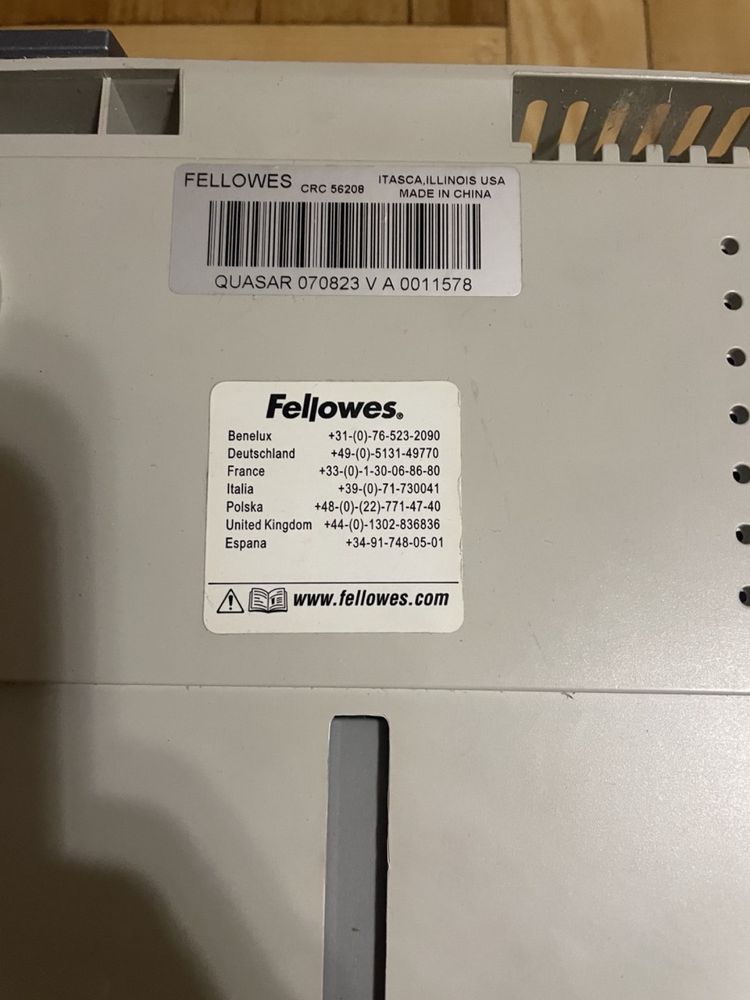 FELLOWES CRC 56208 ITASCA,ILLINOIS USA
MADE IN CHINA
QUASAR 070823 V A 0011578
Fellowes®
Benelux +31-(0)-76-523-2090
Deutschland +49-(0)-5131-49770
France +33-(0)-1-30-06-86-80
Italia +39-(0)-71-730041
Polska +48-(0)-(22)-771-47-40
United Kingdom +44-(0)-1302-836836
Espana +34-91-748-05-01
www.fellowes.com